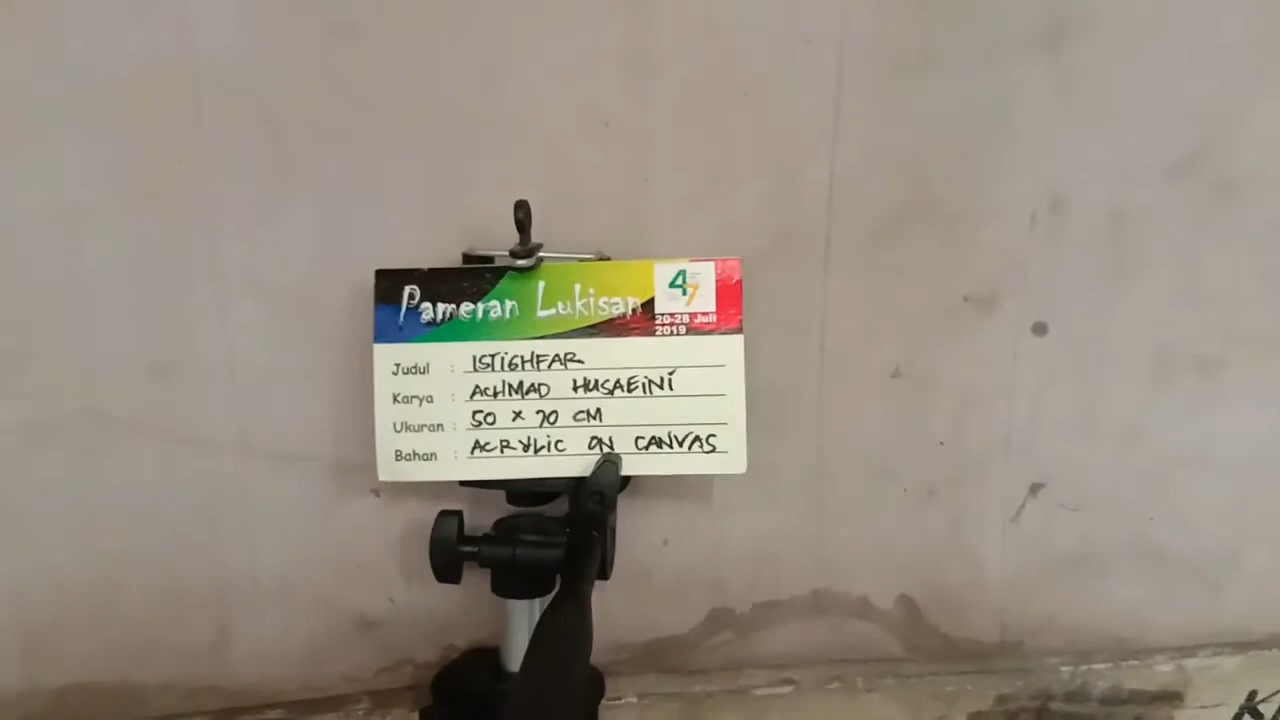 Pameran Lukisan
47
20-28 Juli
2019
Judul : ISTIGHFAR
Karya : ACHMAD HUSAEINI
Ukuran : 50 x 70 CM
Bahan : ACRYLIC ON CANVAS